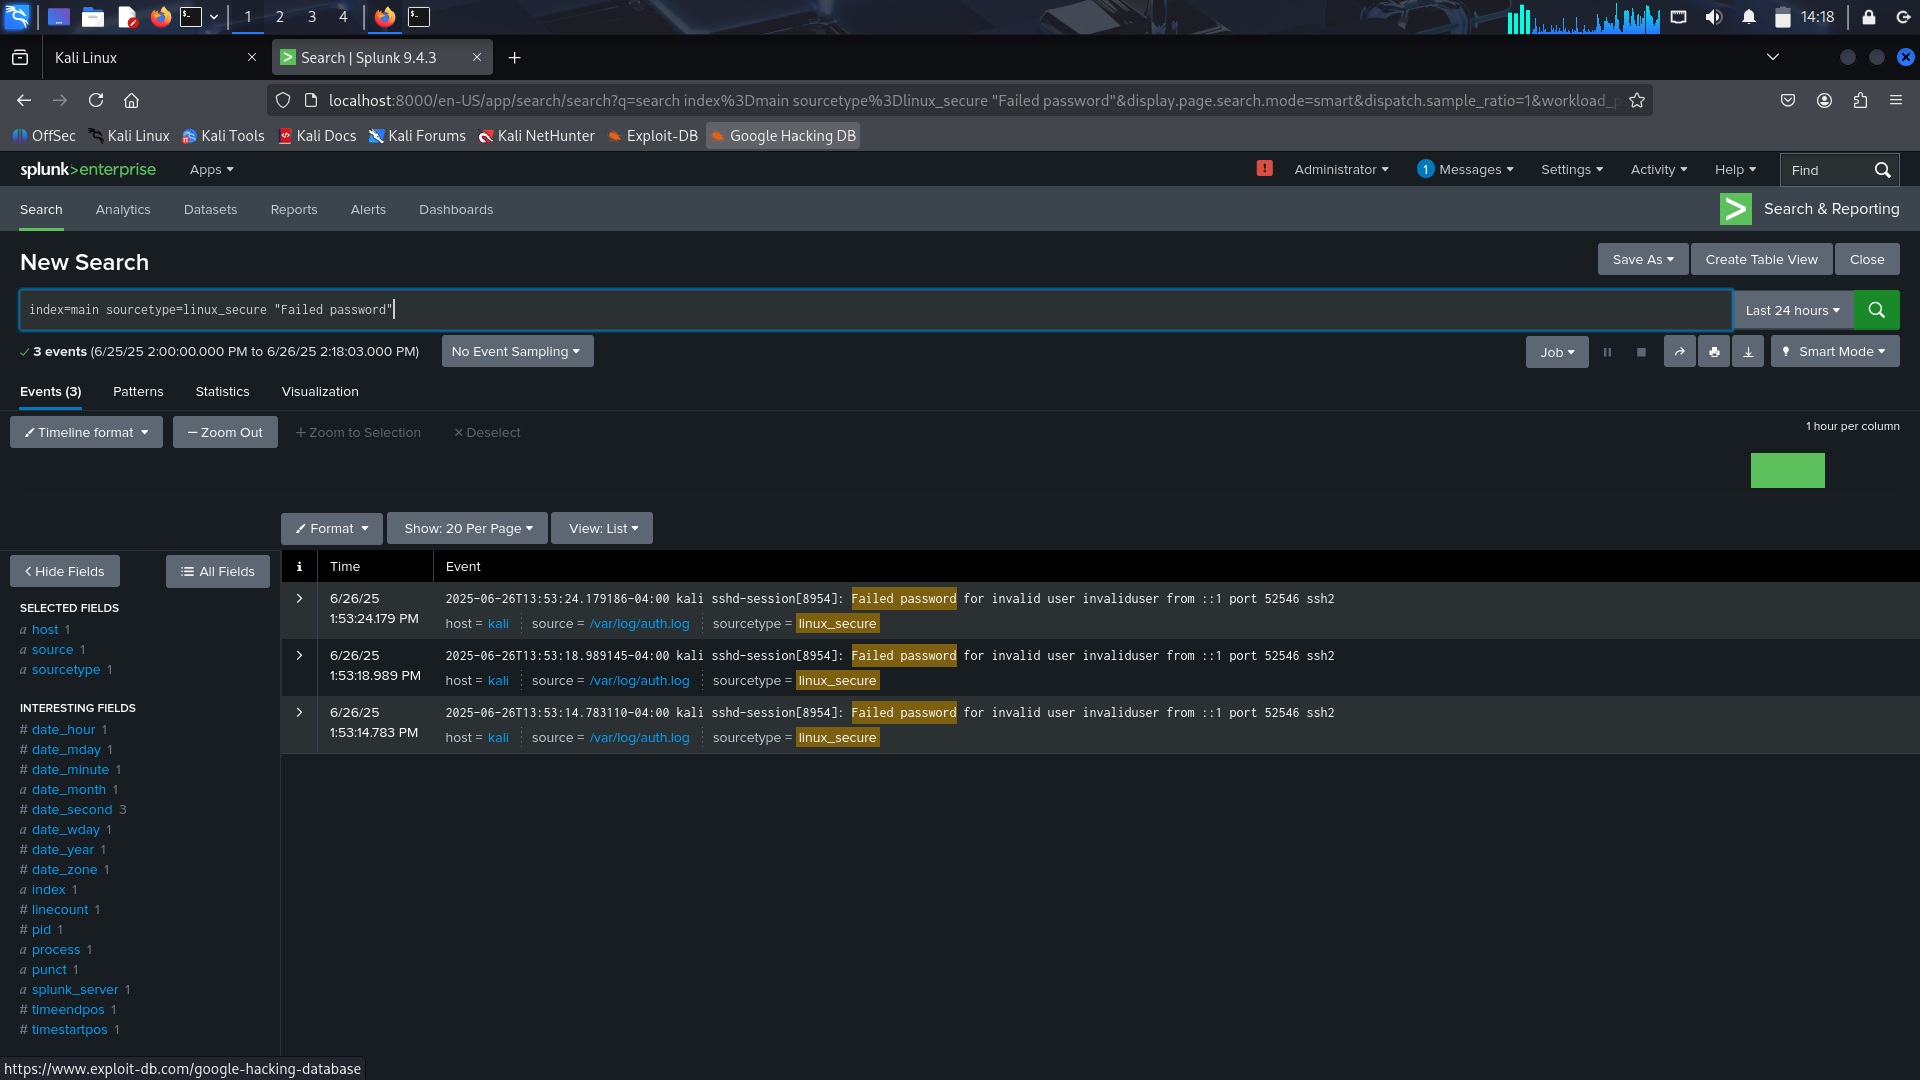 1 2 3 4 14:18
Kali Linux
Search | Splunk 9.4.3
localhost:8000/en-US/app/search/search?q=search index%3Dmain sourcetype%3Dlinux_secure "Failed password"&display.page.search.mode=smart&dispatch.sample_ratio=1&workload_p
OffSec Kali Linux Kali Tools Kali Docs Kali Forums Kali NetHunter Exploit-DB Google Hacking DB
splunk>enterprise Apps Administrator 1 Messages Settings Activity Help Find
Search Analytics Datasets Reports Alerts Dashboards Search & Reporting
New Search Save As Create Table View Close
index=main sourcetype=linux_secure "Failed password" Last 24 hours
3 events (6/25/25 2:00:00.000 PM to 6/26/25 2:18:03.000 PM) No Event Sampling Job Smart Mode
Events (3) Patterns Statistics Visualization
Timeline format — Zoom Out + Zoom to Selection × Deselect 1 hour per column
Format Show: 20 Per Page View: List
< Hide Fields All Fields
i Time Event
SELECTED FIELDS
a host 1
a source 1
a sourcetype 1
INTERESTING FIELDS
# date_hour 1
# date_mday 1
# date_minute 1
a date_month 1
# date_second 3
a date_wday 1
# date_year 1
# date_zone 1
a index 1
# linecount 1
# pid 1
a process 1
a punct 1
a splunk_server 1
# timeendpos 1
# timestartpos 1
6/26/25
1:53:24.179 PM
2025-06-26T13:53:24.179186-04:00 kali sshd-session[8954]: Failed password for invalid user invaliduser from ::1 port 52546 ssh2
host = kali source = /var/log/auth.log sourcetype = linux_secure
6/26/25
1:53:18.989 PM
2025-06-26T13:53:18.989145-04:00 kali sshd-session[8954]: Failed password for invalid user invaliduser from ::1 port 52546 ssh2
host = kali source = /var/log/auth.log sourcetype = linux_secure
6/26/25
1:53:14.783 PM
2025-06-26T13:53:14.783110-04:00 kali sshd-session[8954]: Failed password for invalid user invaliduser from ::1 port 52546 ssh2
host = kali source = /var/log/auth.log sourcetype = linux_secure
https://www.exploit-db.com/google-hacking-database